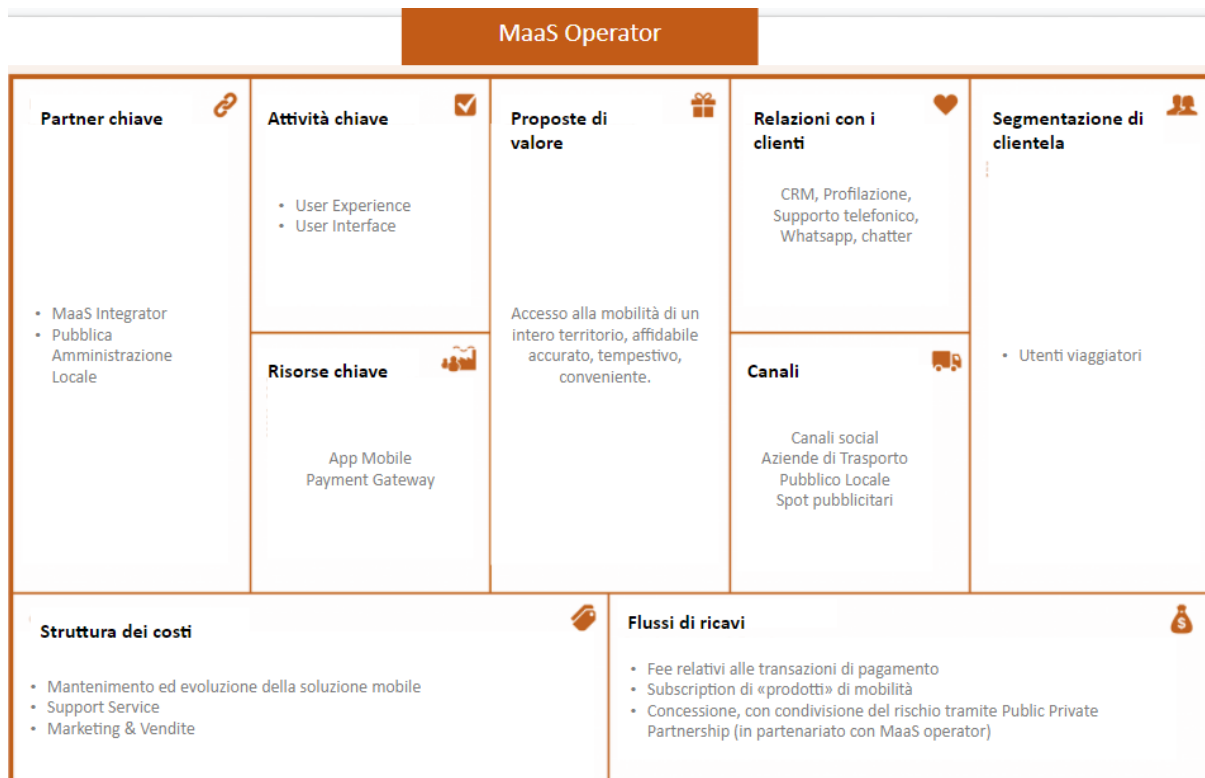 MaaS Operator
Partner chiave
• MaaS Integrator
• Pubblica
Amministrazione
Locale
Attività chiave
• User Experience
• User Interface
Risorse chiave
App Mobile
Payment Gateway
Proposte di
valore
Accesso alla mobilità di un
intero territorio, affidabile
accurato, tempestivo,
conveniente.
Relazioni con i
clienti
CRM, Profilazione,
Supporto telefonico,
Whatsapp, chatter
Canali
Canali social
Aziende di Trasporto
Pubblico Locale
Spot pubblicitari
Segmentazione di
clientela
• Utenti viaggiatori
Struttura dei costi
• Mantenimento ed evoluzione della soluzione mobile
• Support Service
• Marketing & Vendite
Flussi di ricavi
• Fee relativi alle transazioni di pagamento
• Subscription di «prodotti» di mobilità
• Concessione, con condivisione del rischio tramite Public Private
Partnership (in partenariato con MaaS operator)